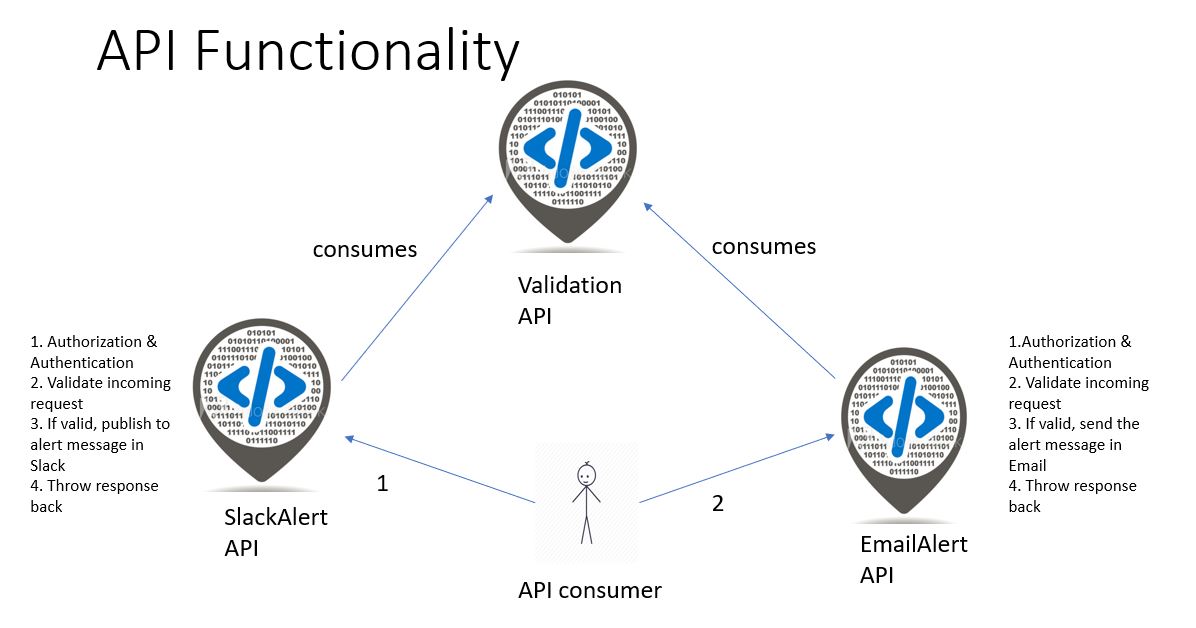 API Functionality
consumes
consumes
Validation
API
1. Authorization &
Authentication
2. Validate incoming
request
3. If valid, publish to
alert message in
Slack
4. Throw response
back
1.Authorization &
Authentication
2. Validate incoming
request
3. If valid, send the
alert message in
Email
4. Throw response
back
1
2
SlackAlert
API
EmailAlert
API
API consumer